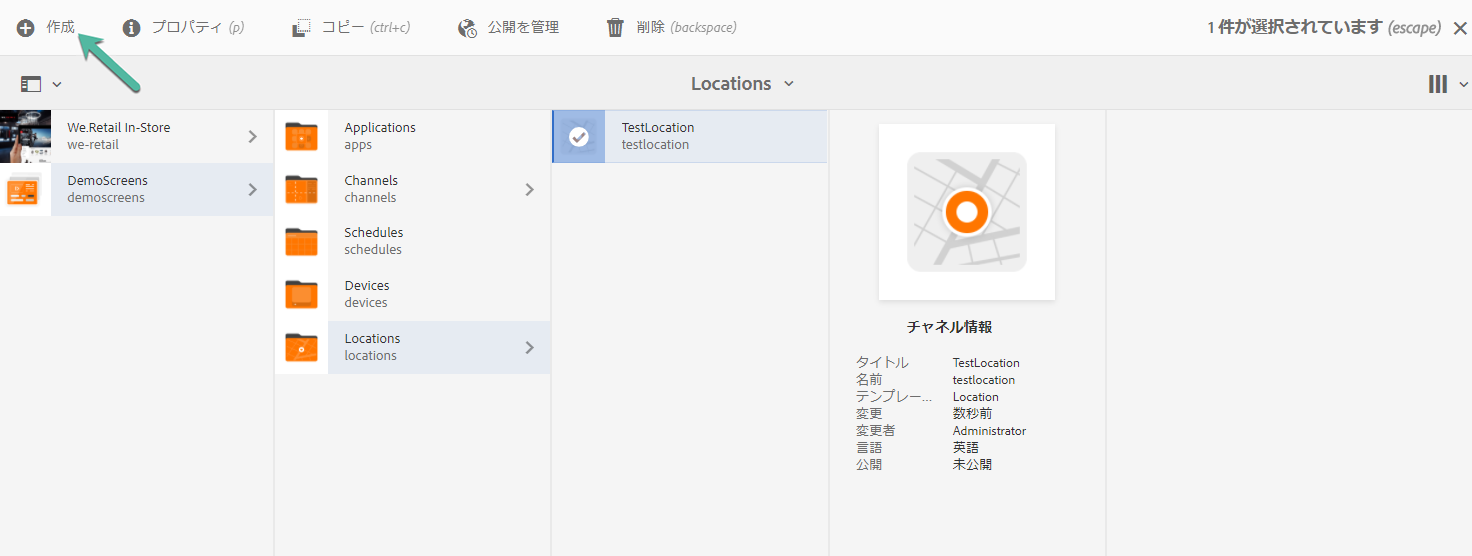 作成 プロパティ (p) コピー (ctrl+c) 公開を管理 削除 (backspace) 1 件が選択されています (escape)
Locations
We.Retail In-Store
we-retail
DemoScreens
demoscreens
Applications
apps
Channels
channels
Schedules
schedules
Devices
devices
Locations
locations
TestLocation
testlocation
チャネル情報
タイトル TestLocation
名前 testlocation
テンプレー... Location
変更 数秒前
変更者 Administrator
言語 英語
公開 未公開